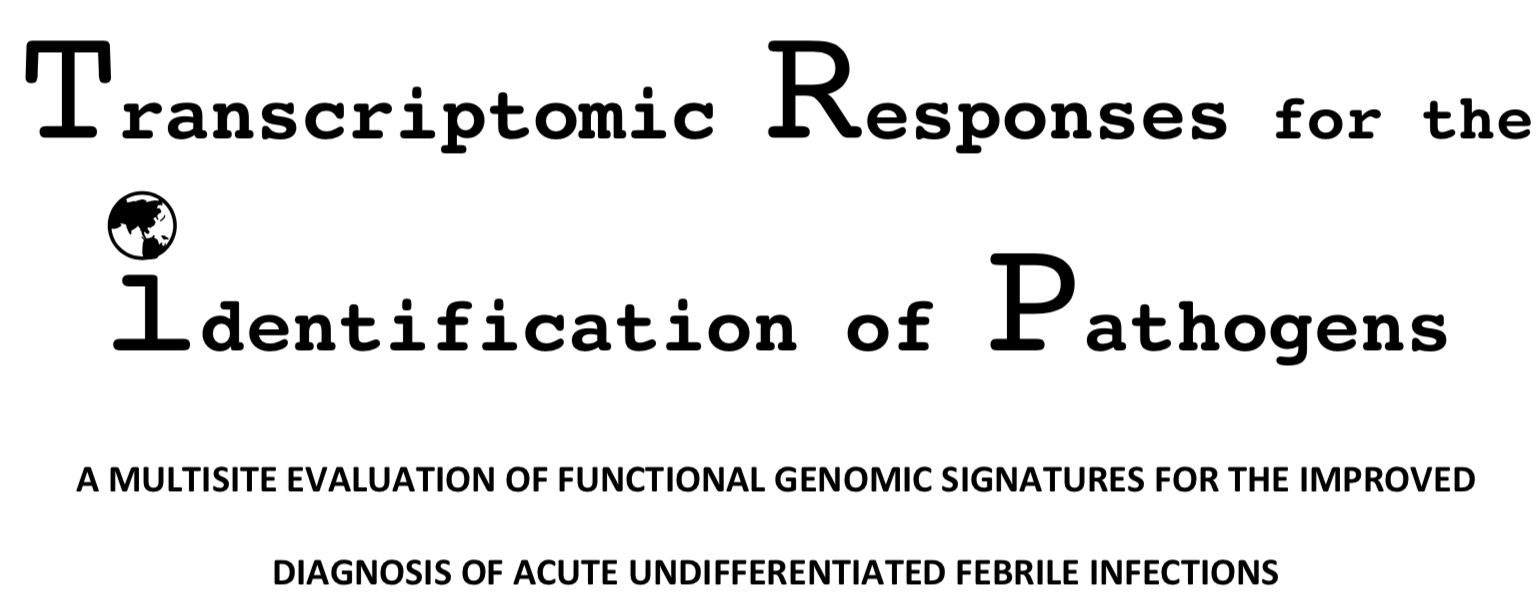 Transcriptomic Responses for the
identification of Pathogens
A MULTISITE EVALUATION OF FUNCTIONAL GENOMIC SIGNATURES FOR THE IMPROVED
DIAGNOSIS OF ACUTE UNDIFFERENTIATED FEBRILE INFECTIONS